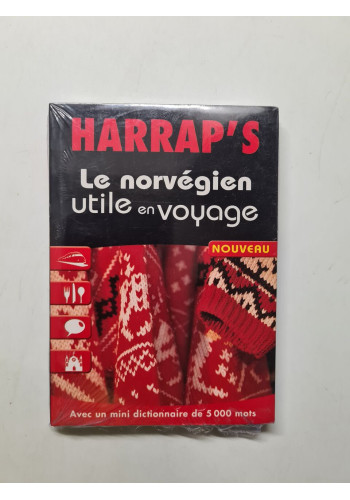 HARRAP'S
Le norvégien
utile en voyage
NOUVEAU
Avec un mini dictionnaire de 5 000 mots